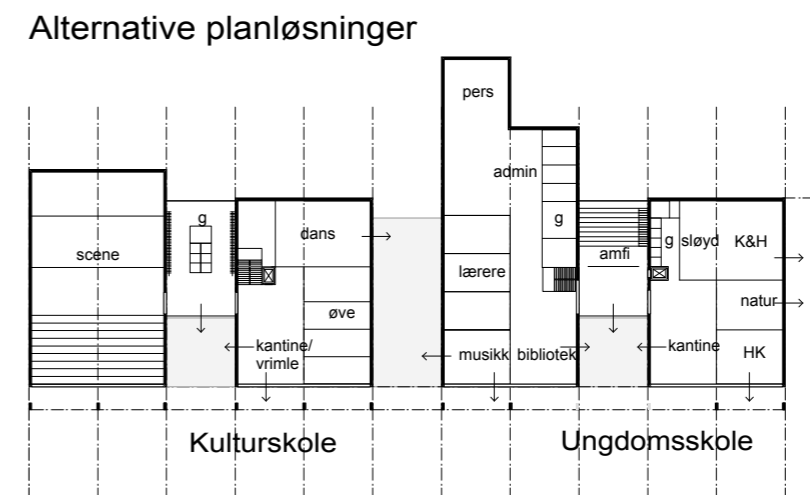 Alternative planløsninger
pers
admin
g
g
dans
g
sløyd
K&H
scene
amfi
lærere
natur
øve
kantine/
vrimle
musikk
bibliotek
kantine
HK
Kulturskole
Ungdomsskole